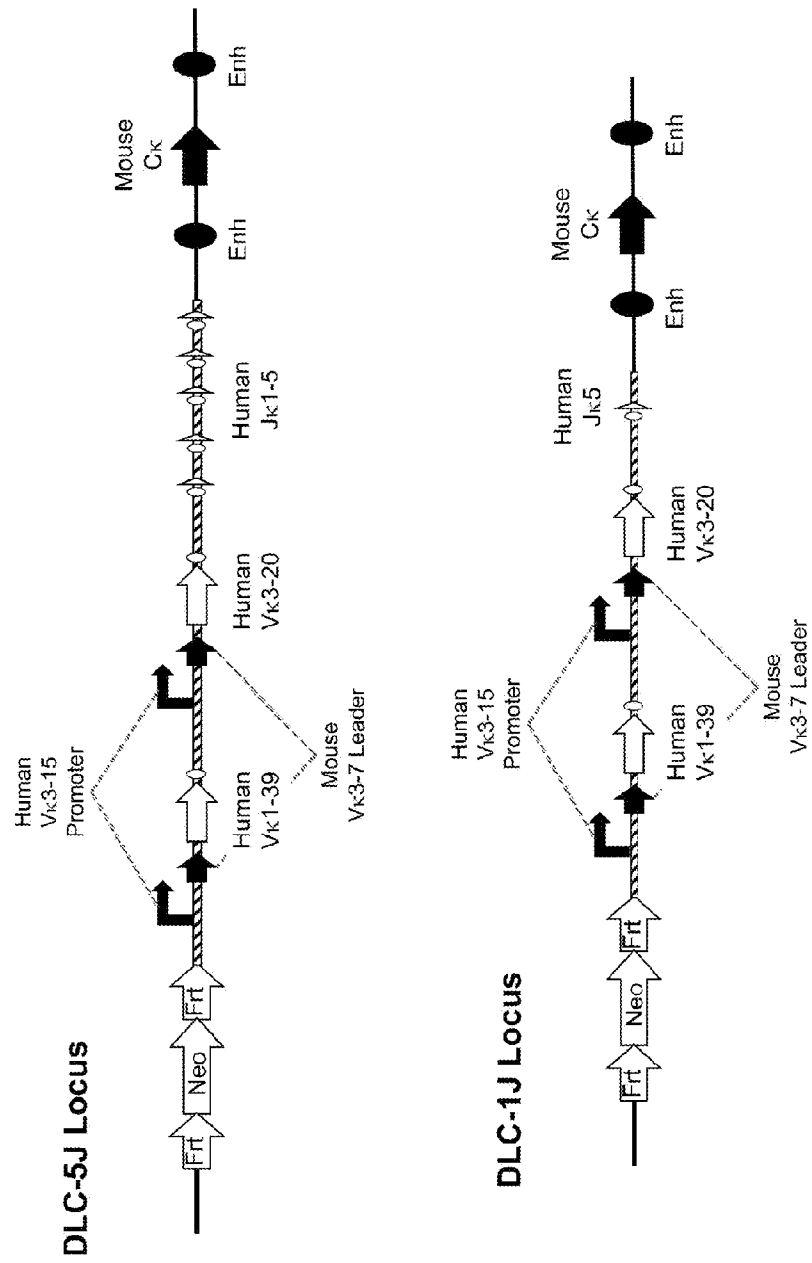 DLC-5J Locus
Human
Vκ3-15
Promoter
Frt
Neo
Frt
Human
Vκ1-39
Mouse
Vκ3-7 Leader
Human
Vκ3-20
Human
Jκ1-5
Enh
Mouse
Cκ
Enh
DLC-1J Locus
Human
Vκ3-15
Promoter
Frt
Neo
Frt
Human
Vκ1-39
Mouse
Vκ3-7 Leader
Human
Vκ3-20
Human
Jκ5
Enh
Mouse
Cκ
Enh